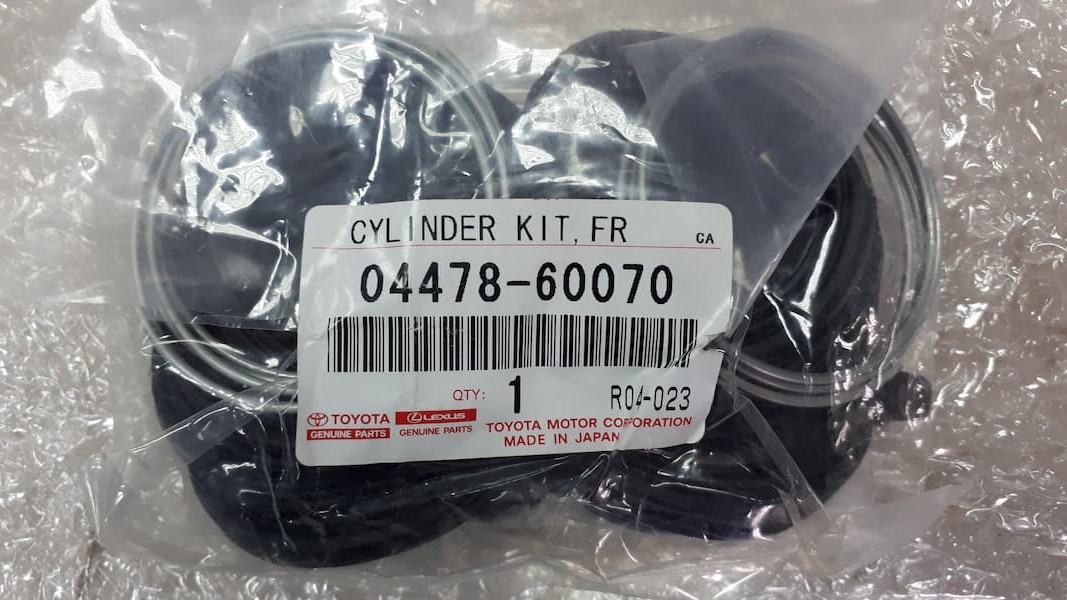 CYLINDER KIT, FR CA
04478-60070
QTY: 1 R04-023
TOYOTA LEXUS
GENUINE PARTS GENUINE PARTS
TOYOTA MOTOR CORPORATION
MADE IN JAPAN